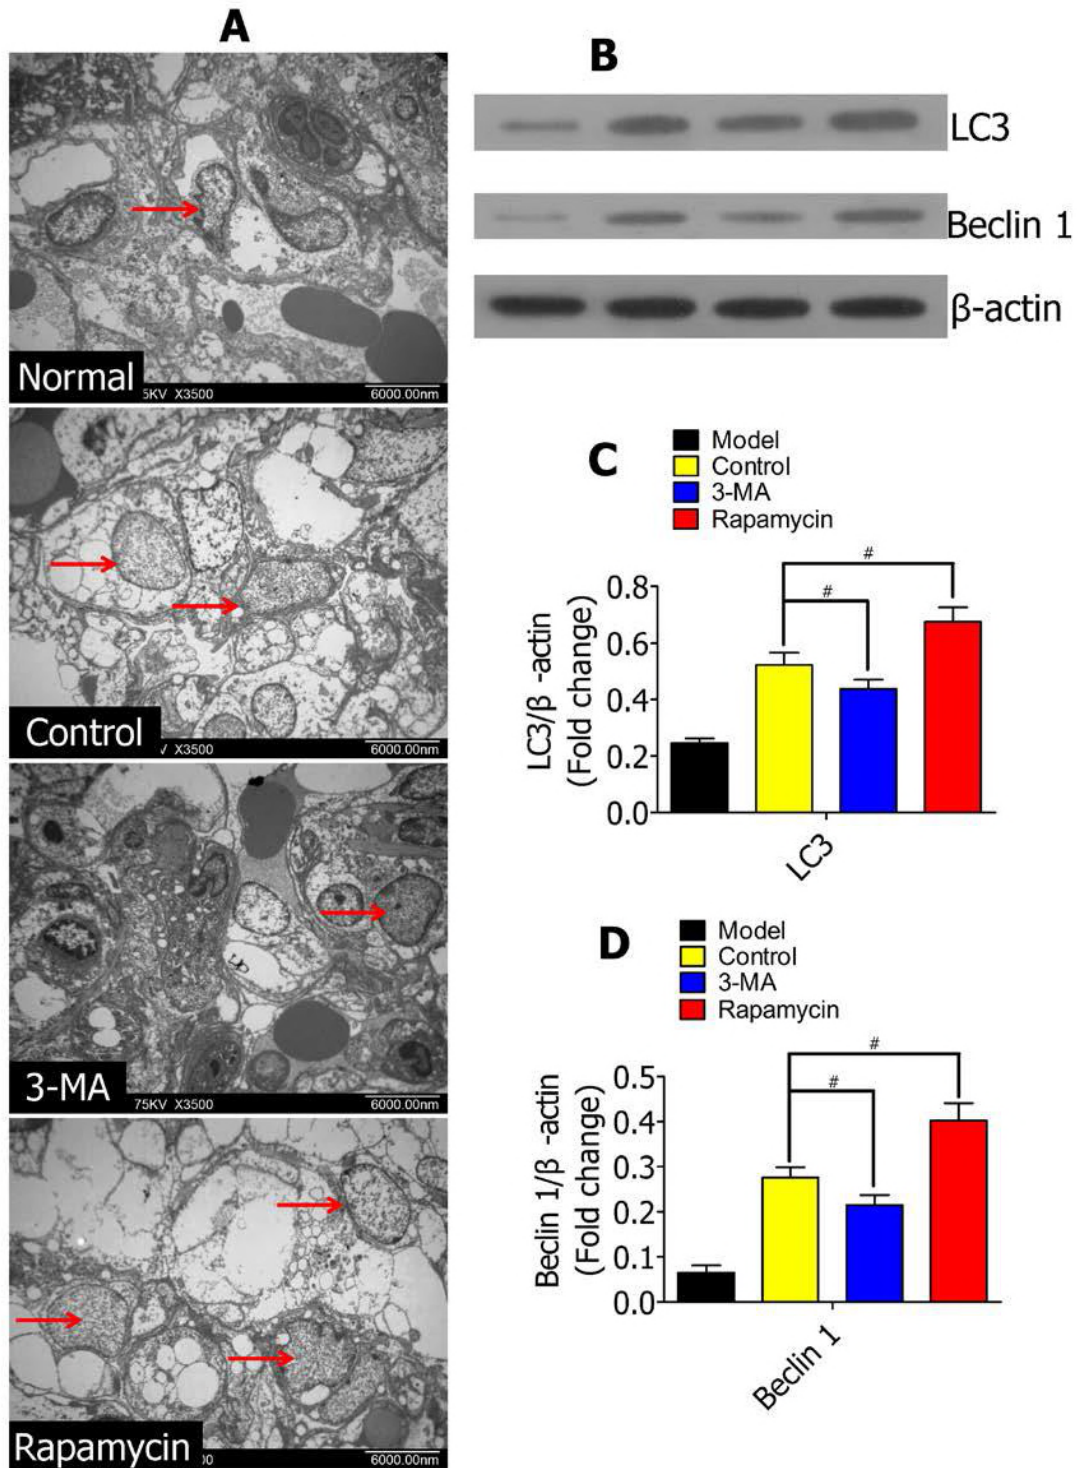 A
Normal
5KV X3500
6000.00nm
Control
V X3500
6000.00nm
3-MA
75KV X3500
6000.00nm
Rapamycin
00
6000.00nm
B
LC3
Beclin 1
β-actin
C
Model
Control
3-MA
Rapamycin
#
#
LC3/β -actin
(Fold change)
0.8
0.6
0.4
0.2
0.0
LC3
D
Model
Control
3-MA
Rapamycin
#
#
Beclin 1/β -actin
(Fold change)
0.5
0.4
0.3
0.2
0.1
0.0
Beclin 1